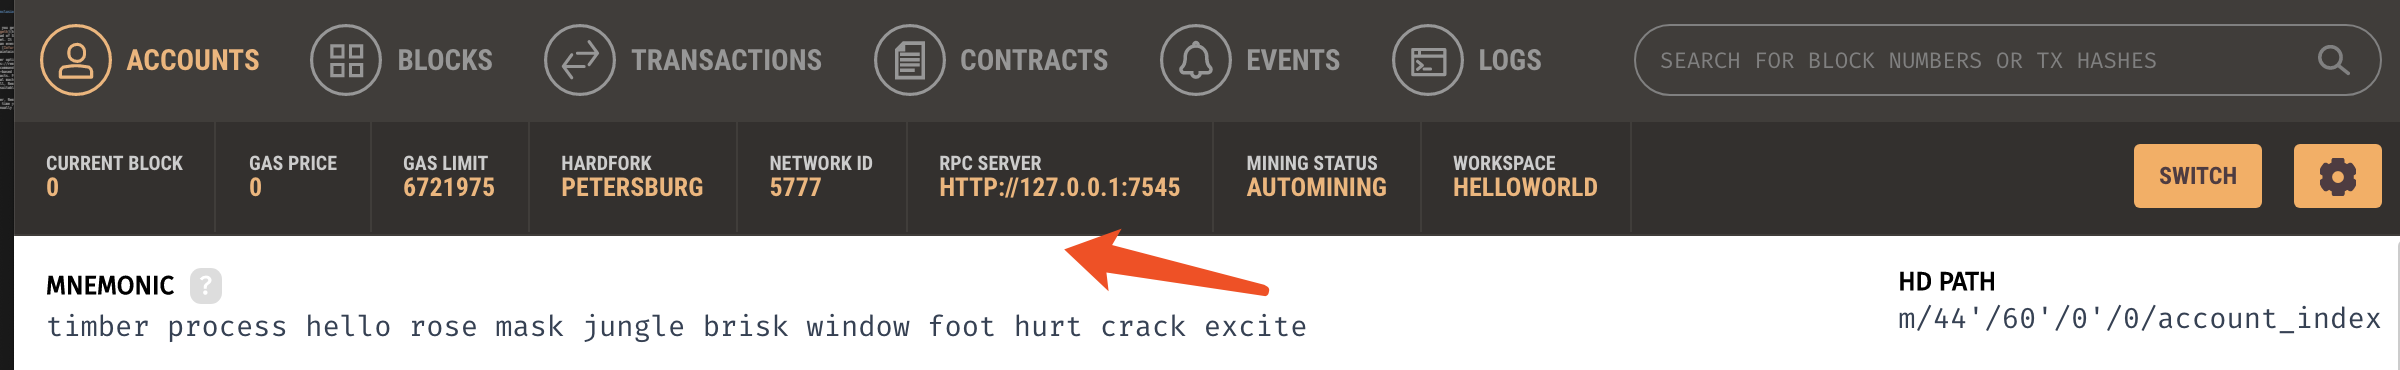 ACCOUNTS BLOCKS TRANSACTIONS CONTRACTS EVENTS LOGS SEARCH FOR BLOCK NUMBERS OR TX HASHES
CURRENT BLOCK GAS PRICE GAS LIMIT HARDFORK NETWORK ID RPC SERVER MINING STATUS WORKSPACE
0 0 6721975 PETERSBURG 5777 HTTP://127.0.0.1:7545 AUTOMINING HELLOWORLD
SWITCH
MNEMONIC ?
timber process hello rose mask jungle brisk window foot hurt crack excite
HD PATH
m/44'/60'/0'/0/account_index